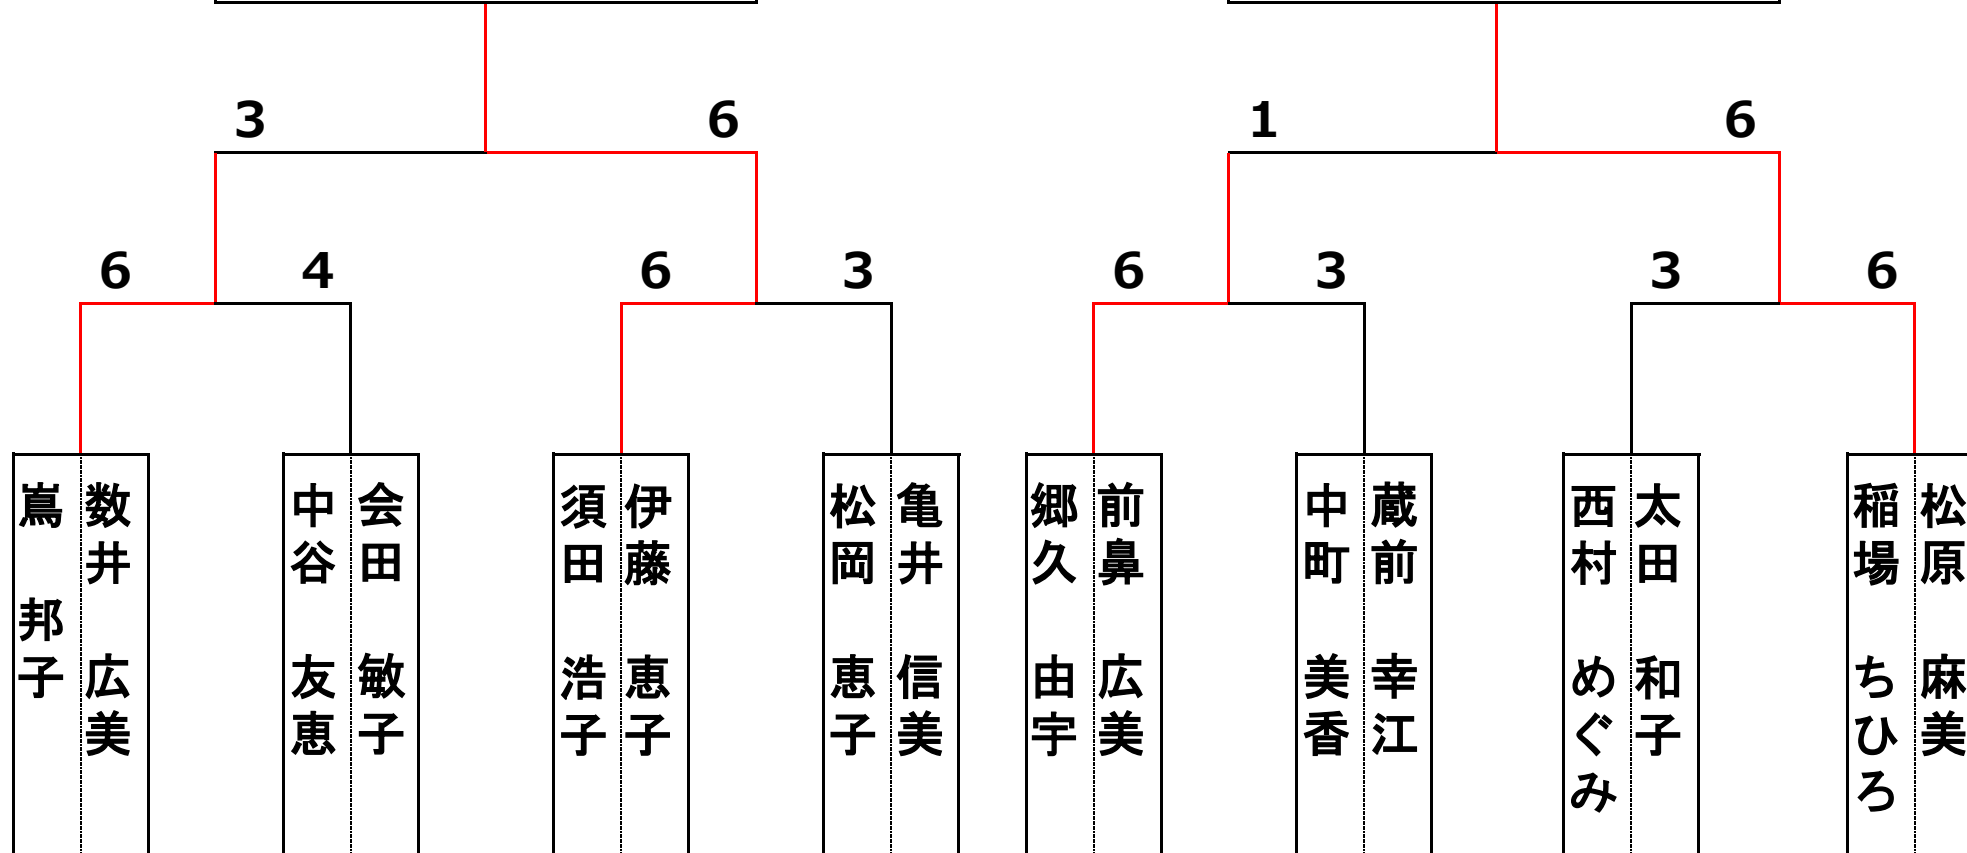 3 6 1 6
6 4 6 3 6 3 3 6
数井 広美
嶌 邦子
会田 敏子
中谷 友恵
伊藤 恵子
須田 浩子
亀井 信美
松岡 恵子
前鼻 広美
郷久 由宇
蔵前 幸江
中町 美香
太田 和子
西村 めぐみ
松原 麻美
稲場 ちひろ